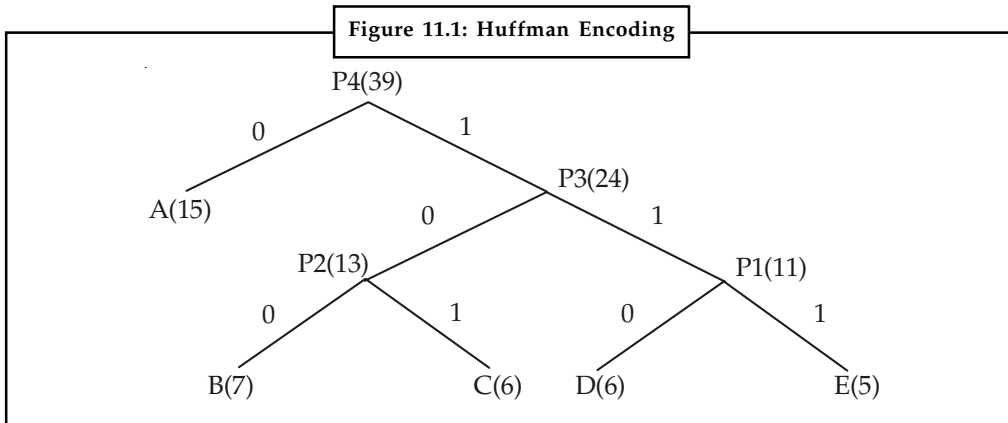 Figure 11.1: Huffman Encoding
P4(39)
0 1
A(15) P3(24)
0 1
P2(13) P1(11)
0 1 0 1
B(7) C(6) D(6) E(5)